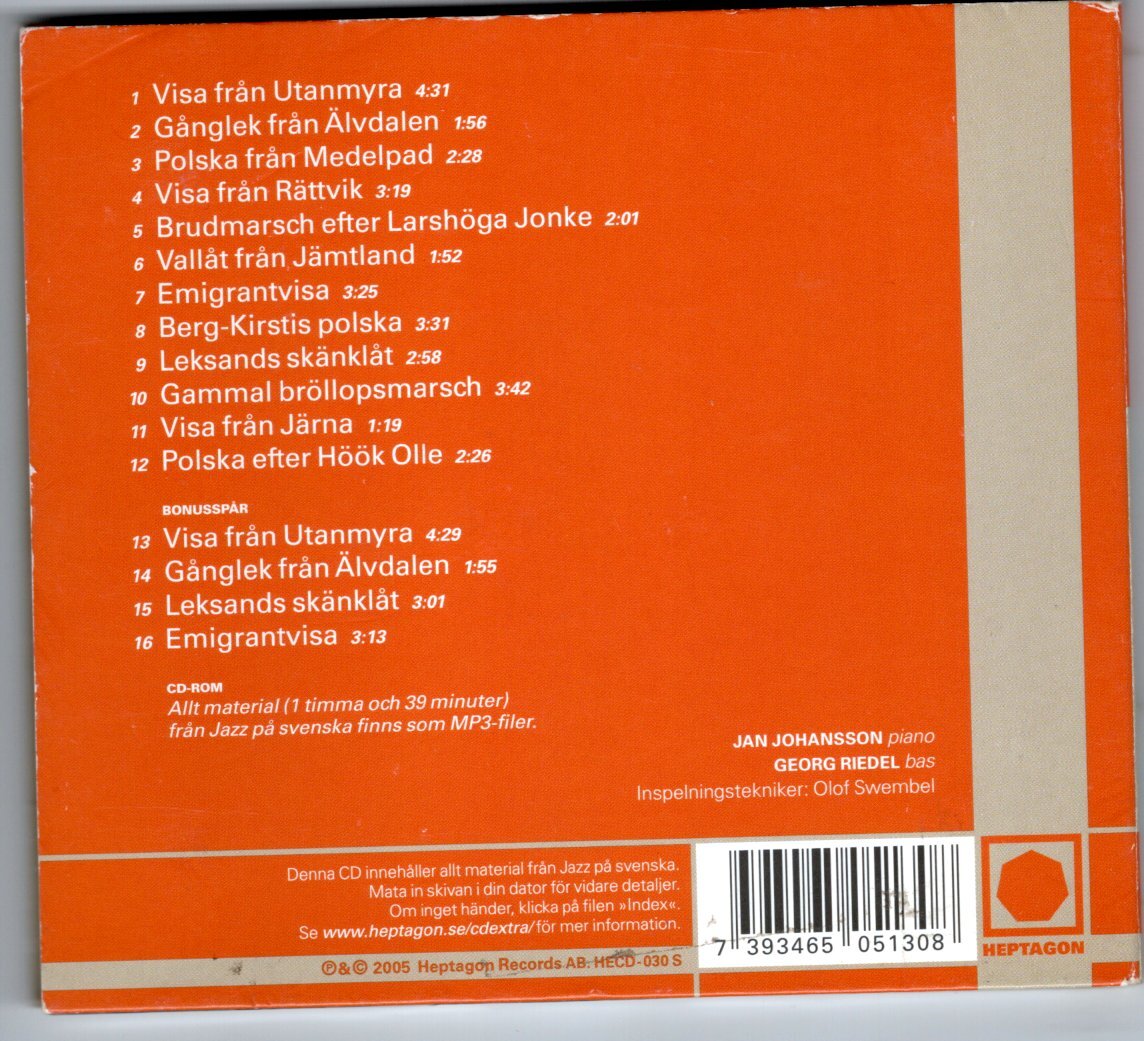 1 Visa från Utanmyra 4:31
2 Gånglek från Älvdalen 1:56
3 Polska från Medelpad 2:28
4 Visa från Rättvik 3:19
5 Brudmarsch efter Larshöga Jonke 2:01
6 Vallåt från Jämtland 1:52
7 Emigrantvisa 3:25
8 Berg-Kirstis polska 3:31
9 Leksands skänklåt 2:58
10 Gammal bröllopsmarsch 3:42
11 Visa från Järna 1:19
12 Polska efter Höök Olle 2:26
BONUSSPÅR
13 Visa från Utanmyra 4:29
14 Gånglek från Älvdalen 1:55
15 Leksands skänklåt 3:01
16 Emigrantvisa 3:13
CD-ROM
Allt material (1 timma och 39 minuter)
från Jazz på svenska finns som MP3-filer.
JAN JOHANSSON piano
GEORG RIEDEL bas
Inspelningstekniker: Olof Swembel
Denna CD innehåller allt material från Jazz på svenska.
Mata in skivan i din dator för vidare detaljer.
Om inget händer, klicka på filen »Index«.
Se www.heptagon.se/cdextra/ för mer information.
℗ & © 2005 Heptagon Records AB. HECD-030 S
7 393465 051308
HEPTAGON